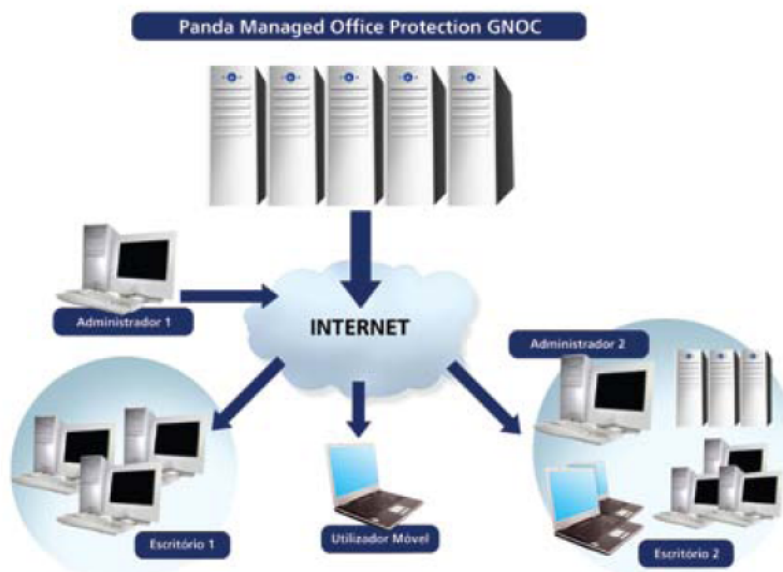 Panda Managed Office Protection GNOC
Administrador 1
INTERNET
Administrador 2
Escritório 1
Utilizador Móvel
Escritório 2